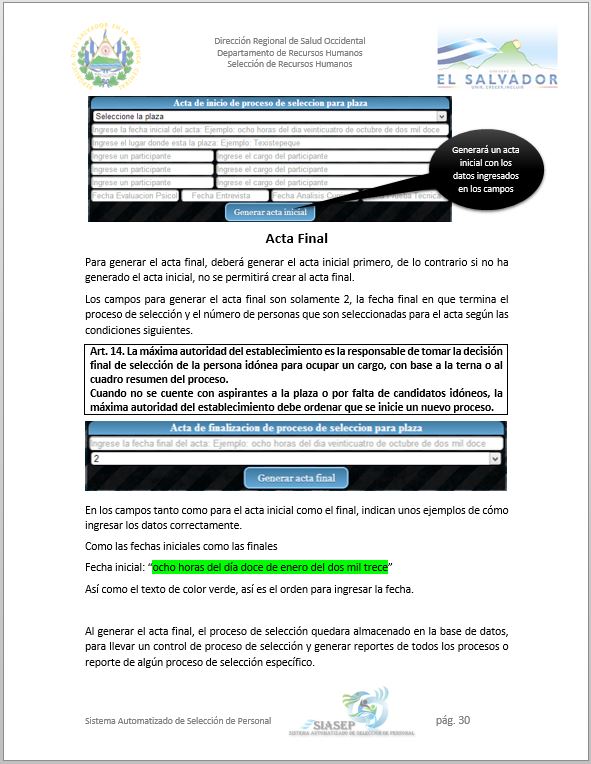 Dirección Regional de Salud Occidental
Departamento de Recursos Humanos
Selección de Recursos Humanos
EL SALVADOR
UNIR, CRECER, INCLUIR
Acta de inicio de proceso de seleccion para plaza
Seleccione la plaza
Ingrese la fecha inicial del acta: Ejemplo: ocho horas del dia veinticuatro de octubre de dos mil doce
Ingrese el lugar donde esta la plaza: Ejemplo: Texistepeque
Ingrese un participante Ingrese el cargo del participante
Ingrese un participante Ingrese el cargo del participante
Ingrese un participante Ingrese el cargo del participante
Fecha Evaluacion Psicol Fecha Entrevista Fecha Analisis Prueba Tecnica
Generar acta inicial
Generará un acta
inicial con los
datos ingresados
en los campos
Acta Final
Para generar el acta final, deberá generar el acta inicial primero, de lo contrario si no ha
generado el acta inicial, no se permitirá crear al acta final.
Los campos para generar el acta final son solamente 2, la fecha final en que termina el
proceso de selección y el número de personas que son seleccionadas para el acta según las
condiciones siguientes.
Art. 14. La máxima autoridad del establecimiento es la responsable de tomar la decisión
final de selección de la persona idónea para ocupar un cargo, con base a la terna o al
cuadro resumen del proceso.
Cuando no se cuente con aspirantes a la plaza o por falta de candidatos idóneos, la
máxima autoridad del establecimiento debe ordenar que se inicie un nuevo proceso.
Acta de finalizacion de proceso de seleccion para plaza
Ingrese la fecha final del acta: Ejemplo: ocho horas del dia veinticuatro de octubre de dos mil doce
2
Generar acta final
En los campos tanto como para el acta inicial como el final, indican unos ejemplos de cómo
ingresar los datos correctamente.
Como las fechas iniciales como las finales
Fecha inicial: “ocho horas del día doce de enero del dos mil trece”
Así como el texto de color verde, así es el orden para ingresar la fecha.
Al generar el acta final, el proceso de selección quedara almacenado en la base de datos,
para llevar un control de proceso de selección y generar reportes de todos los procesos o
reporte de algún proceso de selección específico.
Sistema Automatizado de Selección de Personal
SIASEP
SISTEMA AUTOMATIZADO DE SELECCIÓN DE PERSONAL
pág. 30